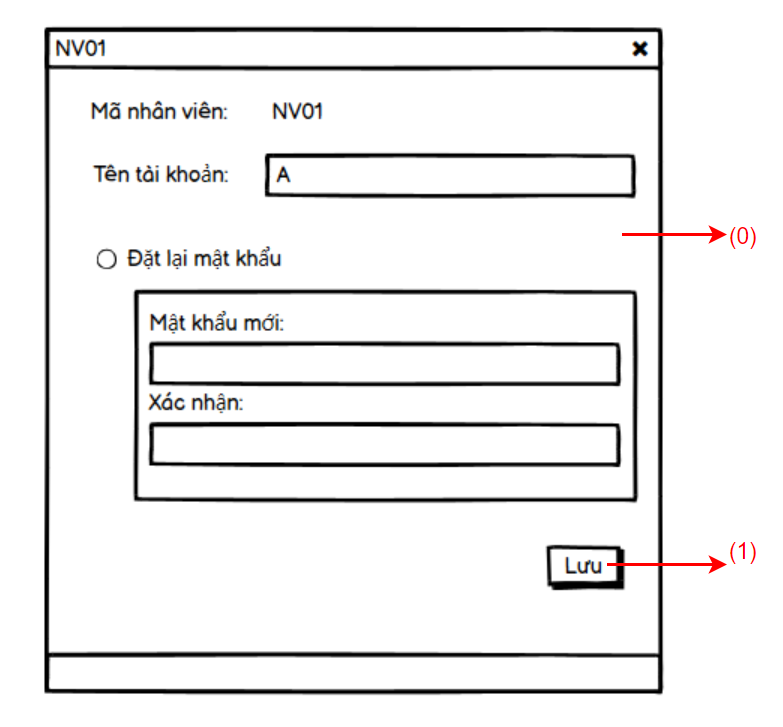 NV01
Mã nhân viên: NV01
Tên tài khoản: A
(0)
Đặt lại mật khẩu
Mật khẩu mới:
Xác nhận:
(1)
Lưu